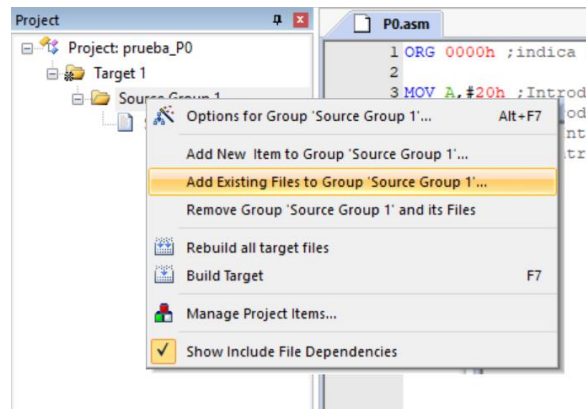 Project
P0.asm
Project: prueba_P0
Target 1
Source Group 1
1 ORG 0000h ;indica
2
3 MOV A,#20h ;Introd
Options for Group 'Source Group 1'... Alt+F7
Add New Item to Group 'Source Group 1'...
Add Existing Files to Group 'Source Group 1'...
Remove Group 'Source Group 1' and its Files
Rebuild all target files
Build Target F7
Manage Project Items...
Show Include File Dependencies